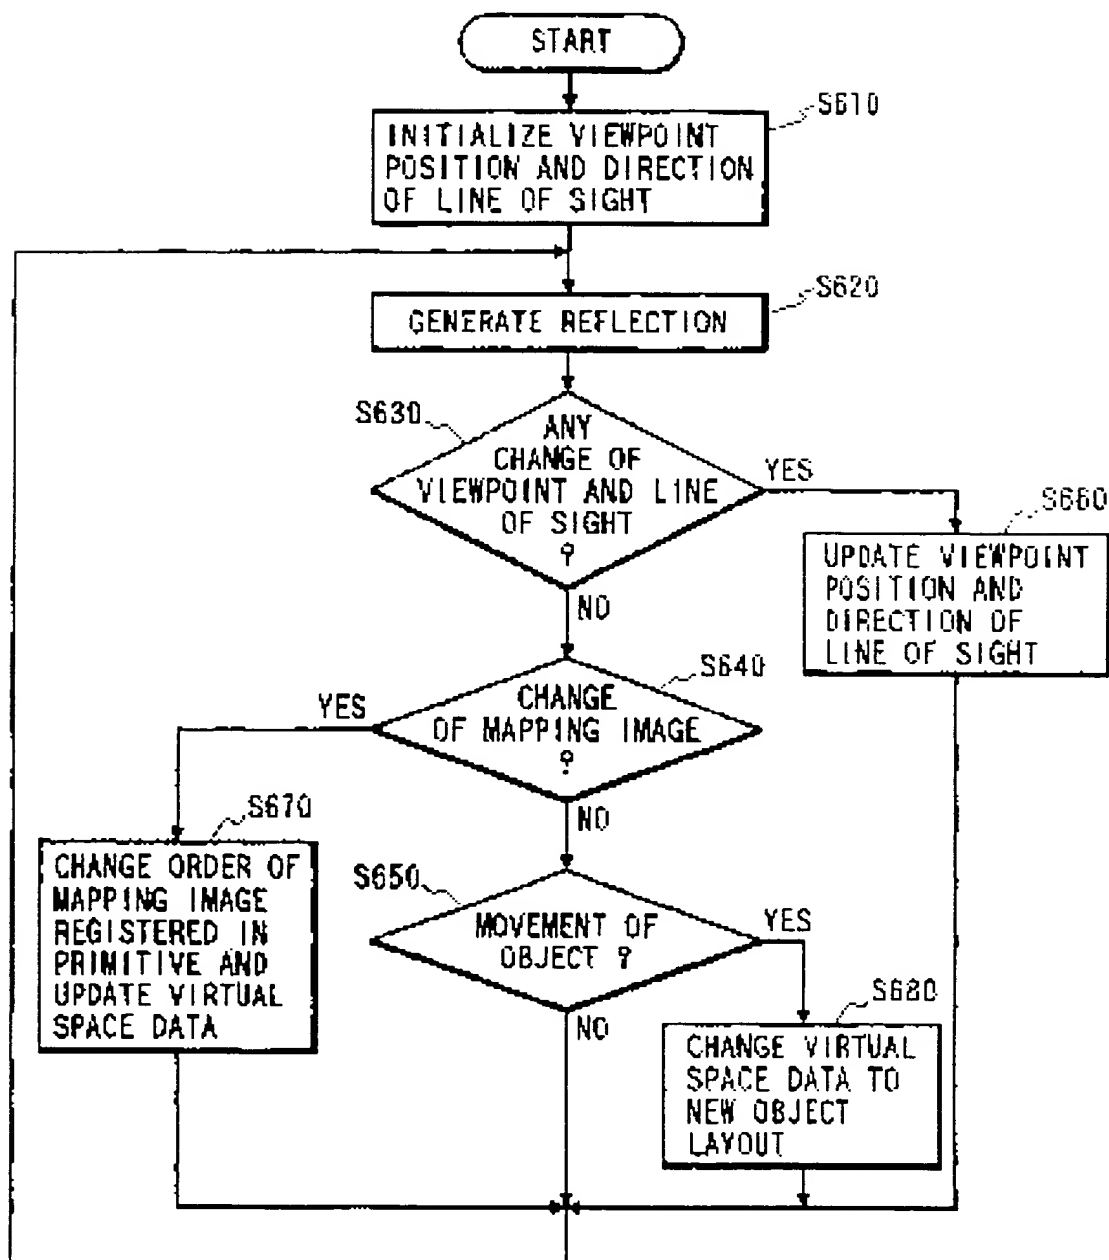 START
S610
INITIALIZE VIEWPOINT
POSITION AND DIRECTION
OF LINE OF SIGHT
S620
GENERATE REFLECTION
S630
ANY
CHANGE OF
VIEWPOINT AND LINE
OF SIGHT
?
YES
NO
S660
UPDATE VIEWPOINT
POSITION AND
DIRECTION OF
LINE OF SIGHT
S640
CHANGE
OF MAPPING IMAGE
?
YES
NO
S670
CHANGE ORDER OF
MAPPING IMAGE
REGISTERED IN
PRIMITIVE AND
UPDATE VIRTUAL
SPACE DATA
S650
MOVEMENT OF
OBJECT ?
YES
NO
S680
CHANGE VIRTUAL
SPACE DATA TO
NEW OBJECT
LAYOUT